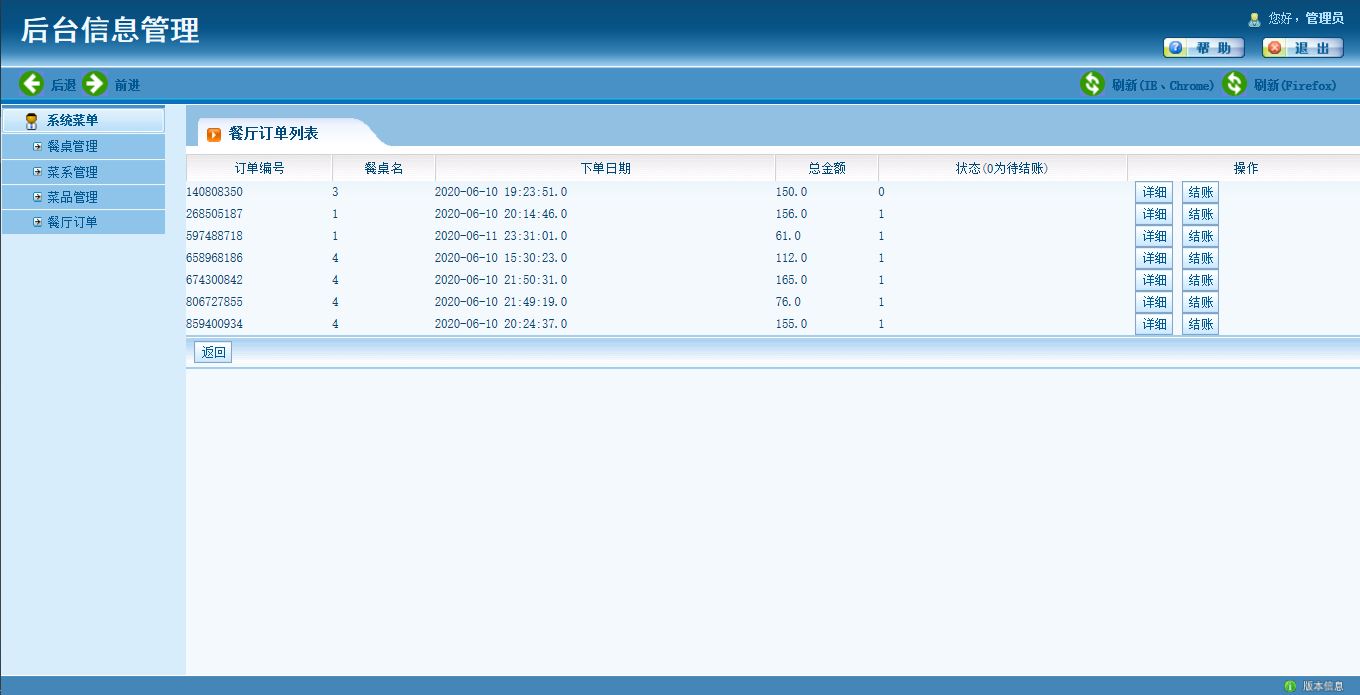 后台信息管理
您好，管理员
帮 助 退 出
后退 前进 刷新(IE、Chrome) 刷新(Firefox)
系统菜单
餐桌管理
菜系管理
菜品管理
餐厅订单
餐厅订单列表
订单编号 餐桌名 下单日期 总金额 状态(0为待结账) 操作
140808350 3 2020-06-10 19:23:51.0 150.0 0 详细 结账
268505187 1 2020-06-10 20:14:46.0 156.0 1 详细 结账
597488718 1 2020-06-11 23:31:01.0 61.0 1 详细 结账
658968186 4 2020-06-10 15:30:23.0 112.0 1 详细 结账
674300842 4 2020-06-10 21:50:31.0 165.0 1 详细 结账
806727855 4 2020-06-10 21:49:19.0 76.0 1 详细 结账
859400934 4 2020-06-10 20:24:37.0 155.0 1 详细 结账
返回
版本信息